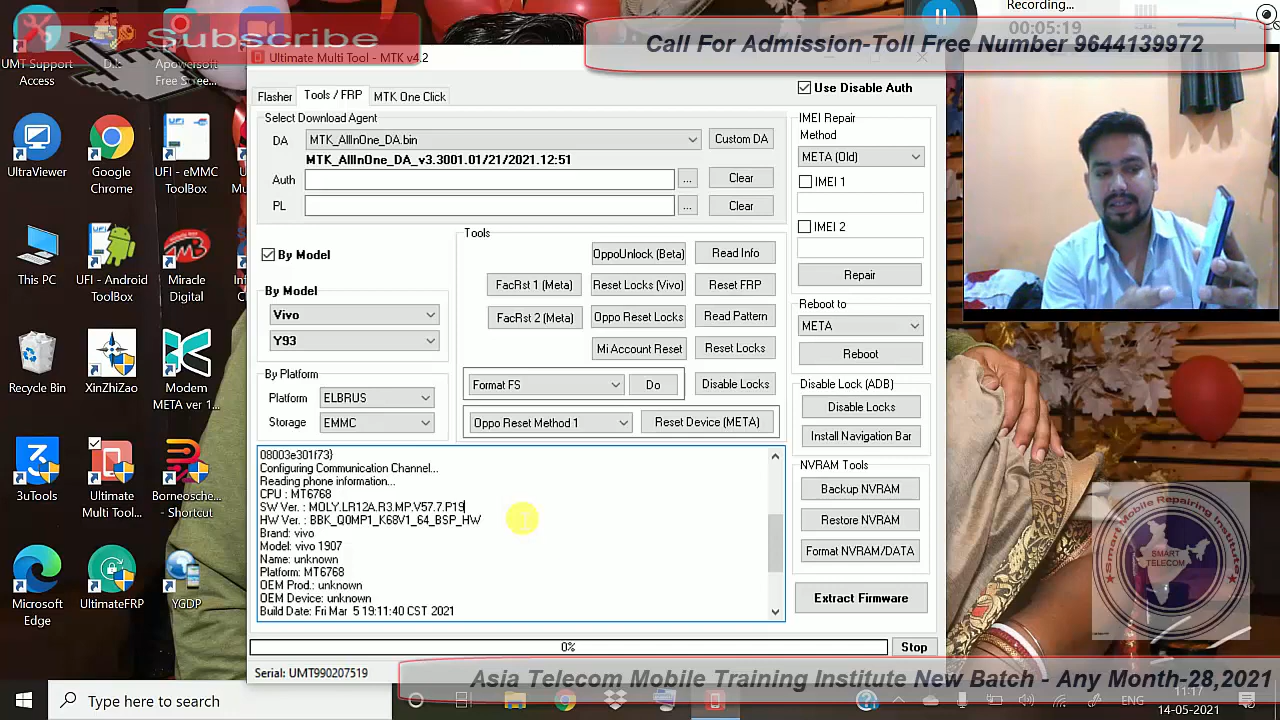 Recording...
00:05:19
Subscribe
Call For Admission-Toll Free Number 9644139972
UMT Support
Access
Apowersoft
Free Scree...
Ultimate Multi Tool - MTK v4.2
Flasher
Tools / FRP
MTK One Click
Use Disable Auth
Select Download Agent
DA
MTK_AllInOne_DA.bin
Custom DA
MTK_AllInOne_DA_v3.3001.01/21/2021.12:51
Auth
...
Clear
PL
...
Clear
IMEI Repair
Method
META (Old)
IMEI 1
IMEI 2
Repair
By Model
By Model
Vivo
Y93
By Platform
Platform
ELBRUS
Storage
EMMC
Tools
OppoUnlock (Beta)
Read Info
FacRst 1 (Meta)
Reset Locks (Vivo)
Reset FRP
FacRst 2 (Meta)
Oppo Reset Locks
Read Pattern
Mi Account Reset
Reset Locks
Format FS
Do
Disable Locks
Oppo Reset Method 1
Reset Device (META)
Reboot to
META
Reboot
Disable Lock (ADB)
Disable Locks
Install Navigation Bar
NVRAM Tools
Backup NVRAM
Restore NVRAM
Format NVRAM/DATA
Extract Firmware
08003e301f73}
Configuring Communication Channel...
Reading phone information...
CPU : MT6768
SW Ver. : MOLY.LR12A.R3.MP.V57.7.P19
HW Ver. : BBK_Q0MP1_K68V1_64_BSP_HW
Brand: vivo
Model: vivo 1907
Name: unknown
Platform: MT6768
OEM Prod.: unknown
OEM Device: unknown
Build Date: Fri Mar  5 19:11:40 CST 2021
0%
Stop
Serial: UMT990207519
UltraViewer
Google
Chrome
UFI - eMMC
ToolBox
This PC
UFI - Android
ToolBox
Miracle
Digital
Recycle Bin
XinZhiZao
Modem
META ver 1...
3uTools
Ultimate
Multi Tool...
Borneosche...
- Shortcut
Microsoft
Edge
UltimateFRP
YGDP
Smart Mobile Repairing Institute
SMART
TELECOM
Asia Telecom Mobile Training Institute New Batch - Any Month-28,2021
Type here to search
ENG
11:17
14-05-2021